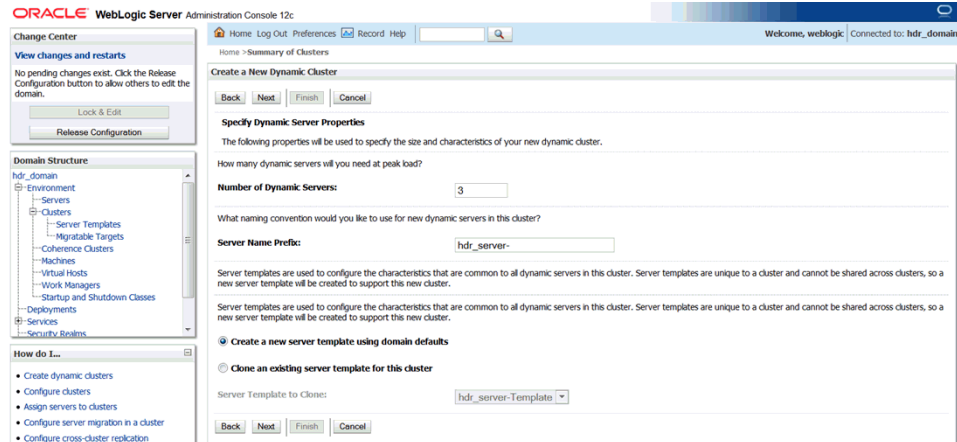 ORACLE WebLogic Server Administration Console 12c
Change Center
View changes and restarts
No pending changes exist. Click the Release
Configuration button to allow others to edit the
domain.
Lock & Edit
Release Configuration
Domain Structure
hdr_domain
Environment
Servers
Clusters
Server Templates
Migratable Targets
Coherence Clusters
Machines
Virtual Hosts
Work Managers
Startup and Shutdown Classes
Deployments
Services
Security Realms
How do I...
Create dynamic clusters
Configure clusters
Assign servers to clusters
Configure server migration in a cluster
Configure cross-cluster replication
Home Log Out Preferences Record Help
Welcome, weblogic Connected to: hdr_domain
Home >Summary of Clusters
Create a New Dynamic Cluster
Back Next Finish Cancel
Specify Dynamic Server Properties
The following properties will be used to specify the size and characteristics of your new dynamic cluster.
How many dynamic servers will you need at peak load?
Number of Dynamic Servers: 3
What naming convention would you like to use for new dynamic servers in this cluster?
Server Name Prefix: hdr_server-
Server templates are used to configure the characteristics that are common to all dynamic servers in this cluster. Server templates are unique to a cluster and cannot be shared across clusters, so a
new server template will be created to support this new cluster.
Server templates are used to configure the characteristics that are common to all dynamic servers in this cluster. Server templates are unique to a cluster and cannot be shared across clusters, so a
new server template will be created to support this new cluster.
Create a new server template using domain defaults
Clone an existing server template for this cluster
Server Template to Clone: hdr_server-Template
Back Next Finish Cancel